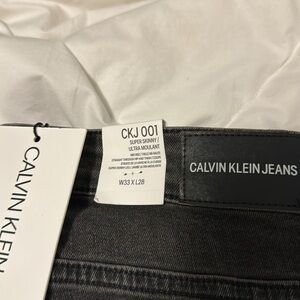 CKJ 001
SUPER SKINNY /
ULTRA MOULANT
W33 X L28
CALVIN KLEIN JEANS
CALVIN KLEIN